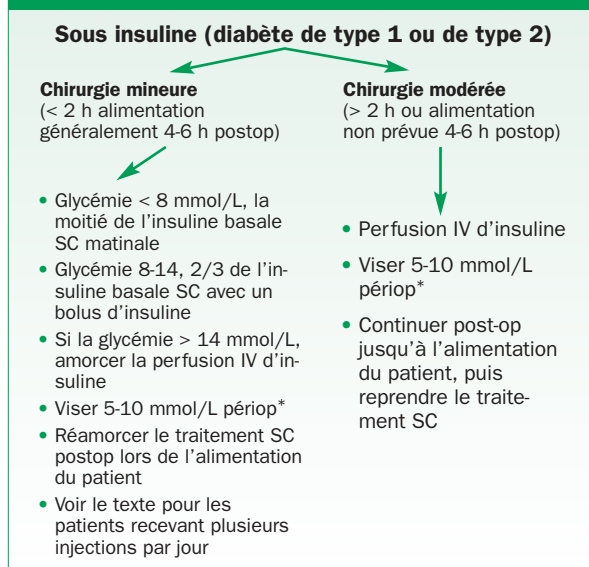 Sous insuline (diabète de type 1 ou de type 2)
Chirurgie mineure
(< 2 h alimentation
généralement 4-6 h postop)
• Glycémie < 8 mmol/L, la
moitié de l'insuline basale
SC matinale
• Glycémie 8-14, 2/3 de l'in-
suline basale SC avec un
bolus d'insuline
• Si la glycémie > 14 mmol/L,
amorcer la perfusion IV d'in-
suline
• Viser 5-10 mmol/L périop*
• Réamorcer le traitement SC
postop lors de l'alimentation
du patient
• Voir le texte pour les
patients recevant plusieurs
injections par jour
Chirurgie modérée
(> 2 h ou alimentation
non prévue 4-6 h postop)
• Perfusion IV d'insuline
• Viser 5-10 mmol/L
périop*
• Continuer post-op
jusqu'à l'alimentation
du patient, puis
reprendre le traite-
ment SC